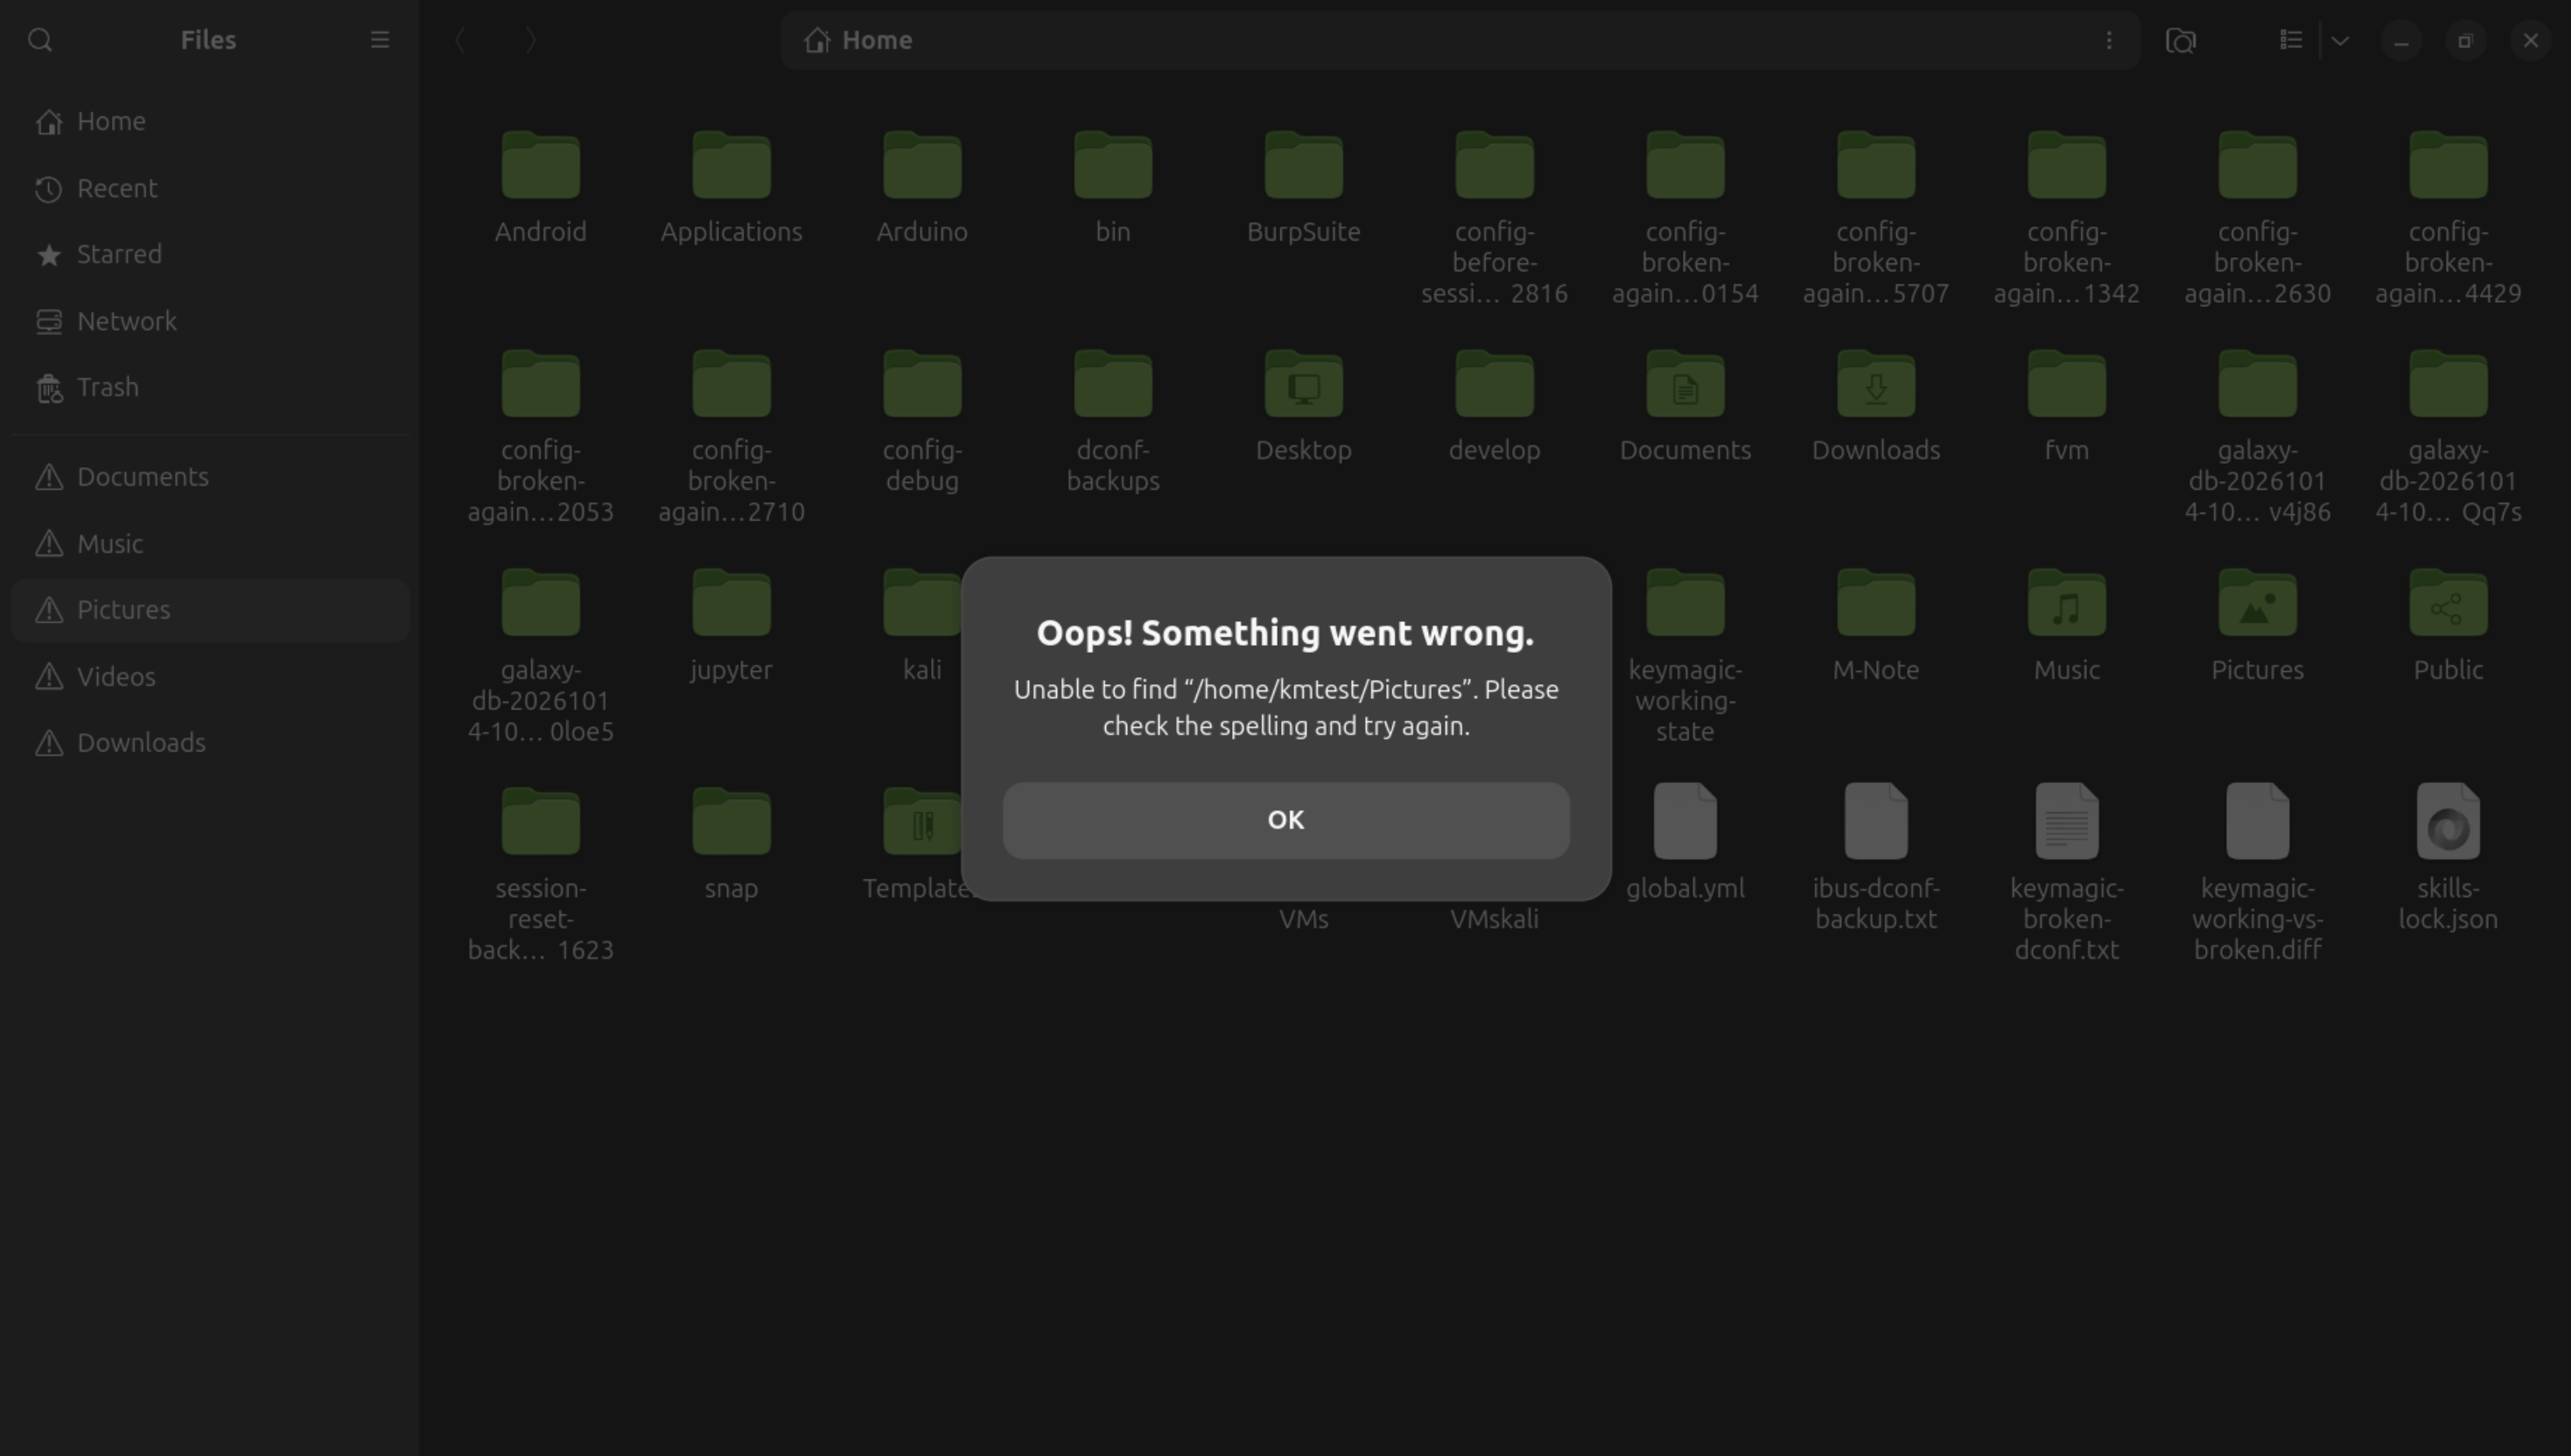 Files
Home
Home
Recent
Starred
Network
Trash
Documents
Music
Pictures
Videos
Downloads
Android
Applications
Arduino
bin
BurpSuite
config-
before-
sessi... 2816
config-
broken-
again...0154
config-
broken-
again...5707
config-
broken-
again...1342
config-
broken-
again...2630
config-
broken-
again...4429
config-
broken-
again...2053
config-
broken-
again...2710
config-
debug
dconf-
backups
Desktop
develop
Documents
Downloads
fvm
galaxy-
db-2026101
4-10... v4j86
galaxy-
db-2026101
4-10... Qq7s
galaxy-
db-2026101
4-10... 0loe5
jupyter
kali
keymagic-
working-
state
M-Note
Music
Pictures
Public
session-
reset-
back... 1623
snap
Template
VMs
VMskali
global.yml
ibus-dconf-
backup.txt
keymagic-
broken-
dconf.txt
keymagic-
working-vs-
broken.diff
skills-
lock.json
Oops! Something went wrong.
Unable to find “/home/kmtest/Pictures”. Please
check the spelling and try again.
OK